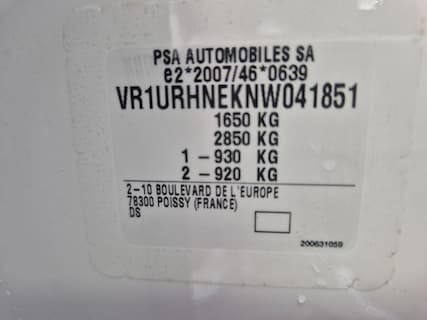 PSA AUTOMOBILES SA
e2*2007/46*0639
VR1URHNEKNW041851
1650 KG
2850 KG
1 – 930 KG
2 – 920 KG
2–10 BOULEVARD DE L'EUROPE
78300 POISSY (FRANCE)
DS
200631059